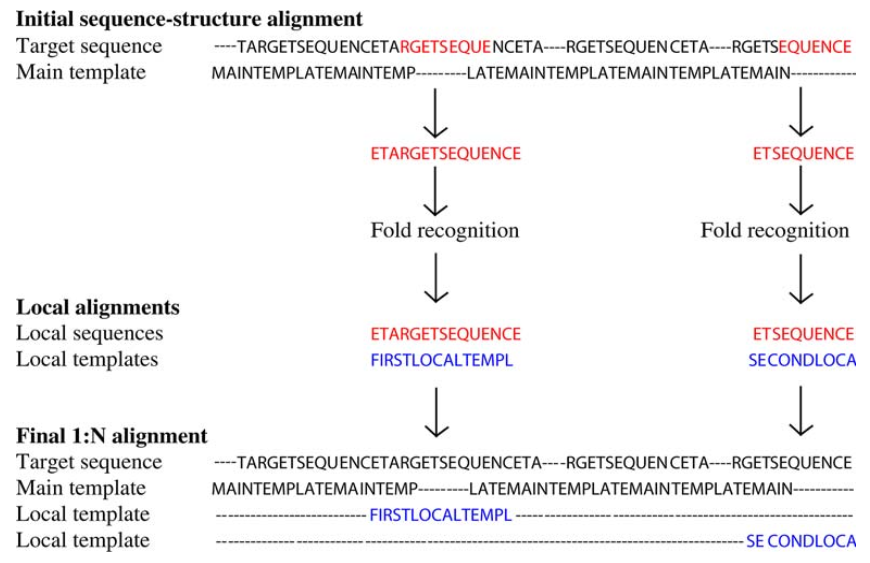 Initial sequence-structure alignment
Target sequence ----TARGETSEQUENCETARGETSEQUENCETA----RGETSEQUENCETA----RGETSEQUENCE
Main template MAINTEMPLATEMAINTEMP---------LATEMAINTEMPLATEMAINTEMPLATEMAIN------------
ETARGETSEQUENCE ETSEQUENCE
Fold recognition Fold recognition
Local alignments
Local sequences ETARGETSEQUENCE ETSEQUENCE
Local templates FIRSTLOCALTEMPL SECONDLOCA
Final 1:N alignment
Target sequence ----TARGETSEQUENCETARGETSEQUENCETA----RGETSEQUENCETA----RGETSEQUENCE
Main template MAINTEMPLATEMAINTEMP---------LATEMAINTEMPLATEMAINTEMPLATEMAIN-----------
Local template ---------------------------FIRSTLOCALTEMPL------------------------------------------------------------
Local template -----------------------------------------------------------------------------------------------SECONDLOCA